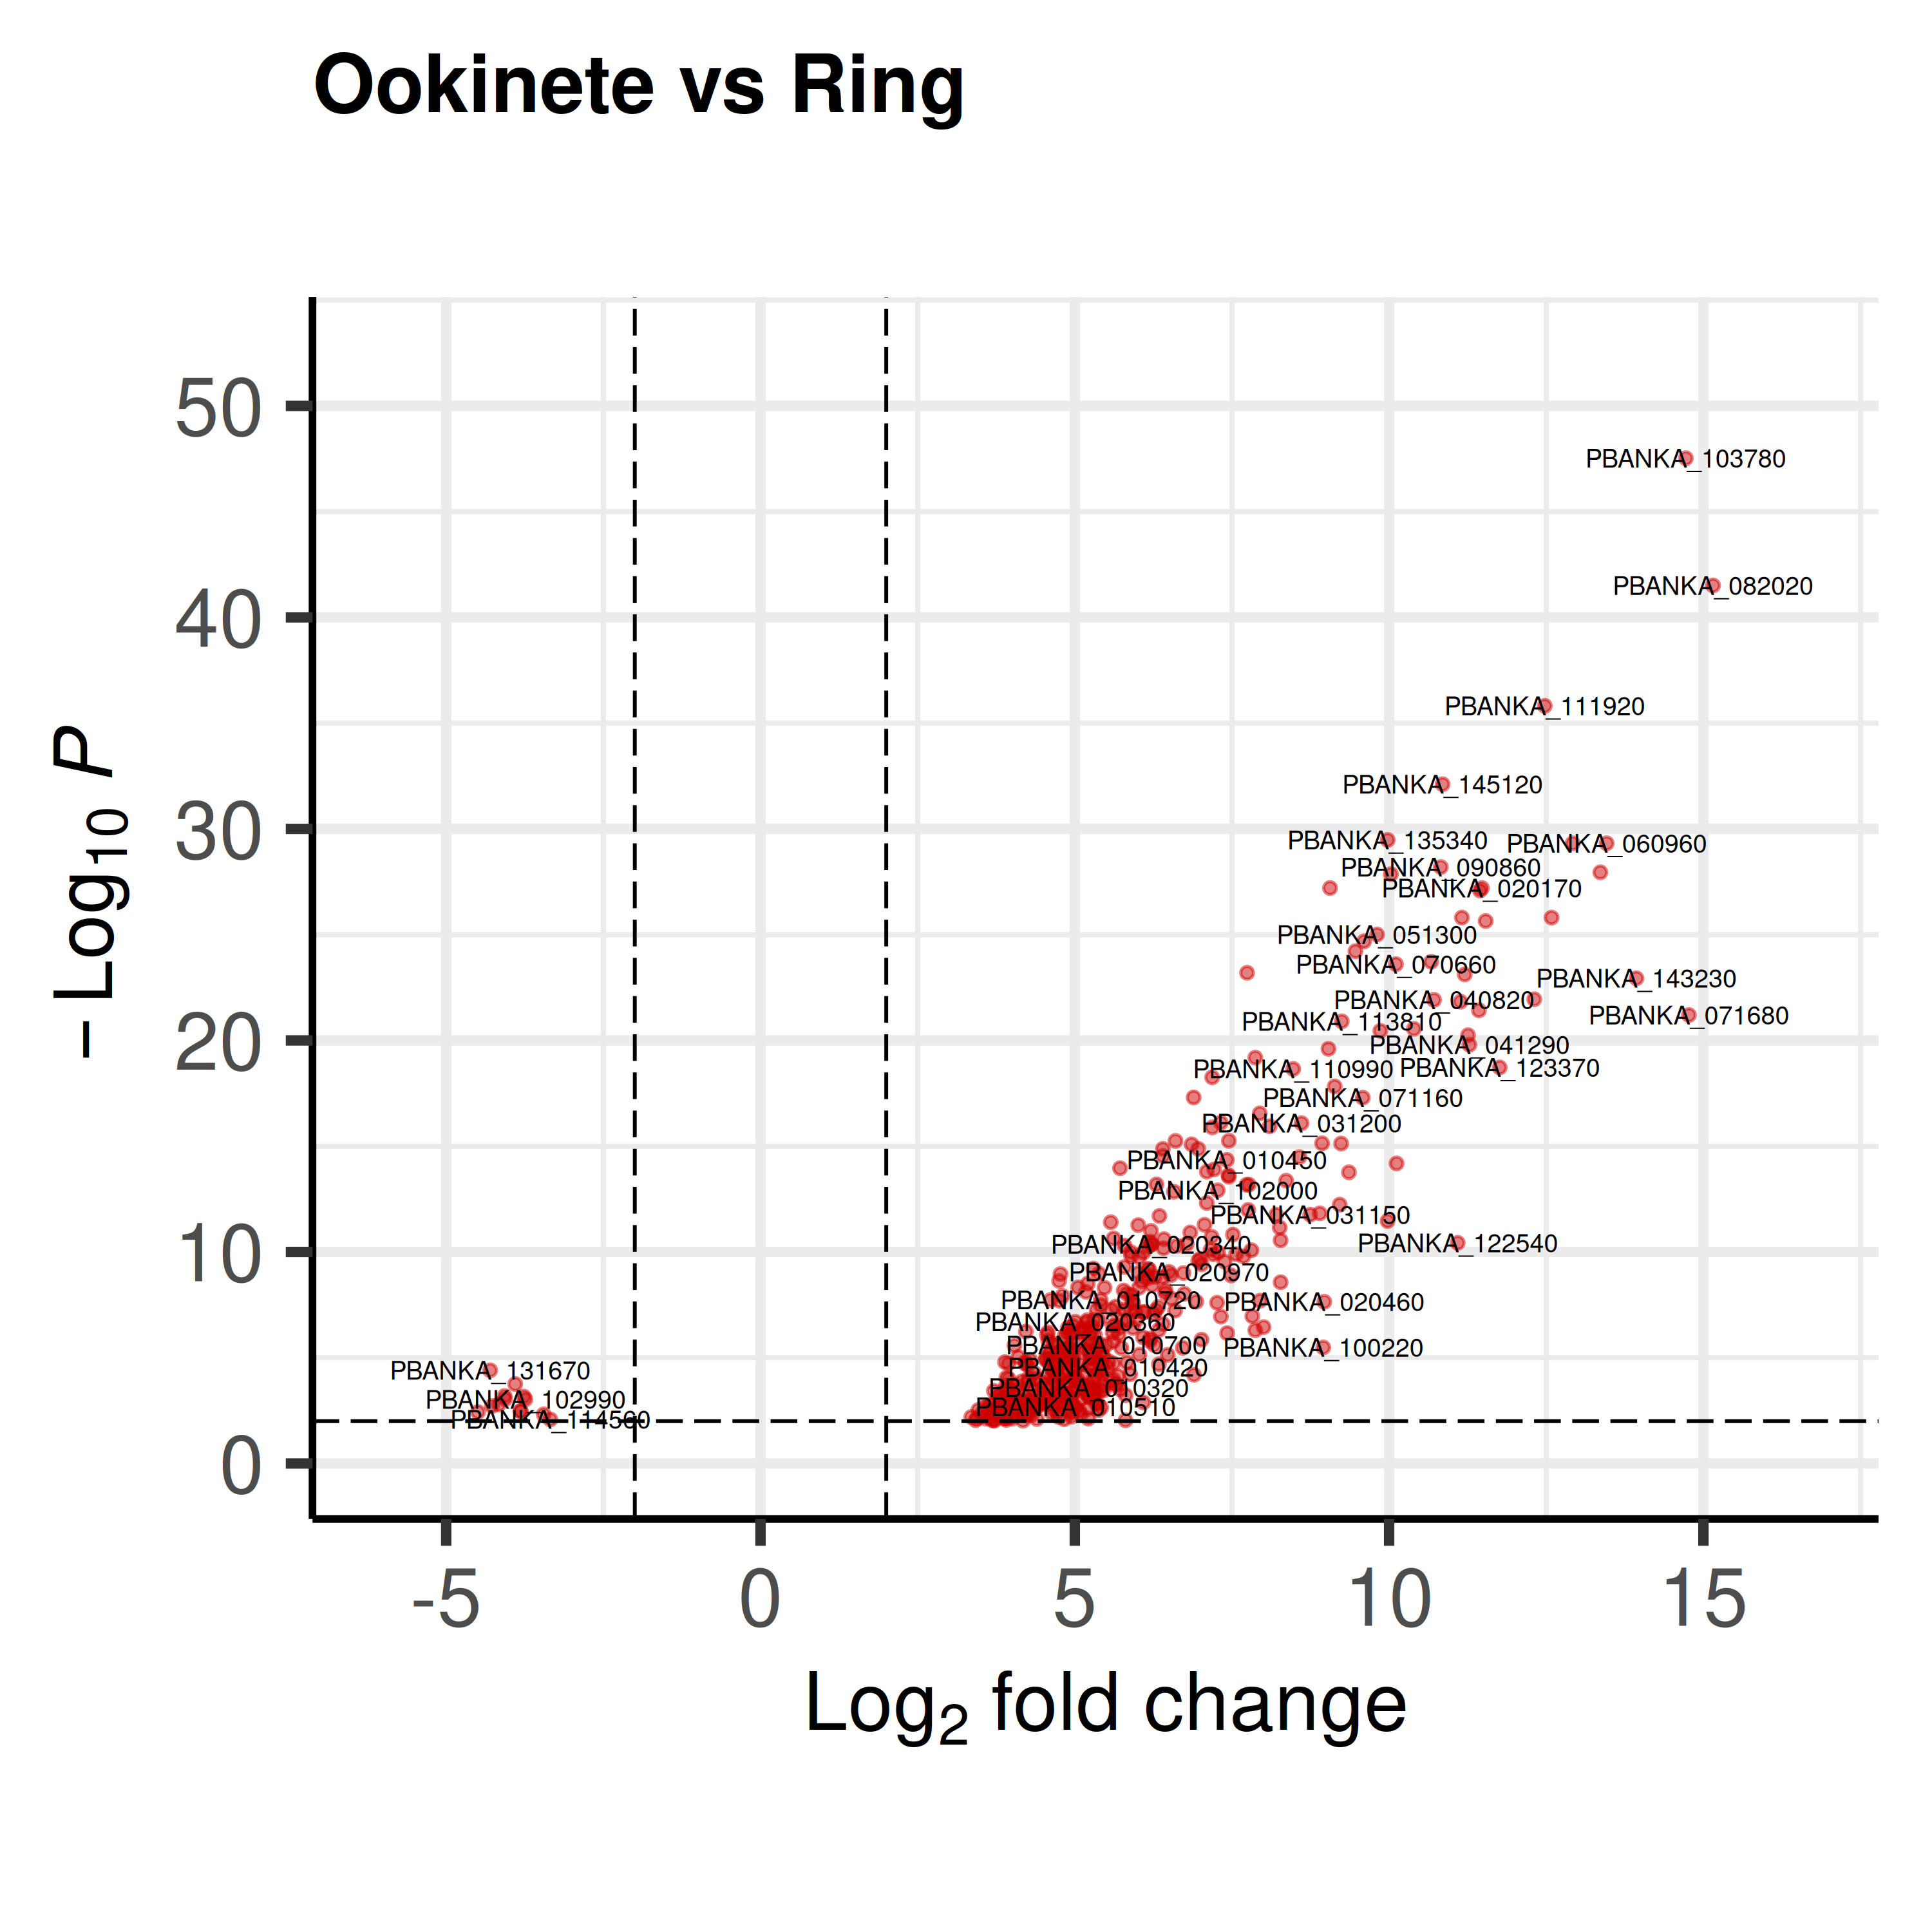 Ookinete vs Ring
− Log10 P
50
40
30
20
10
0
PBANKA_103780
PBANKA_082020
PBANKA_111920
PBANKA_145120
PBANKA_135340
PBANKA_060960
PBANKA_090860
PBANKA_020170
PBANKA_051300
PBANKA_070660
PBANKA_143230
PBANKA_040820
PBANKA_071680
PBANKA_113810
PBANKA_041290
PBANKA_110990
PBANKA_123370
PBANKA_071160
PBANKA_031200
PBANKA_010450
PBANKA_102000
PBANKA_031150
PBANKA_020340
PBANKA_122540
PBANKA_020970
PBANKA_010720
PBANKA_020460
PBANKA_020360
PBANKA_010700
PBANKA_100220
PBANKA_131670
PBANKA_010420
PBANKA_010320
PBANKA_102990
PBANKA_010510
PBANKA_114560
-5
0
5
10
15
Log2 fold change